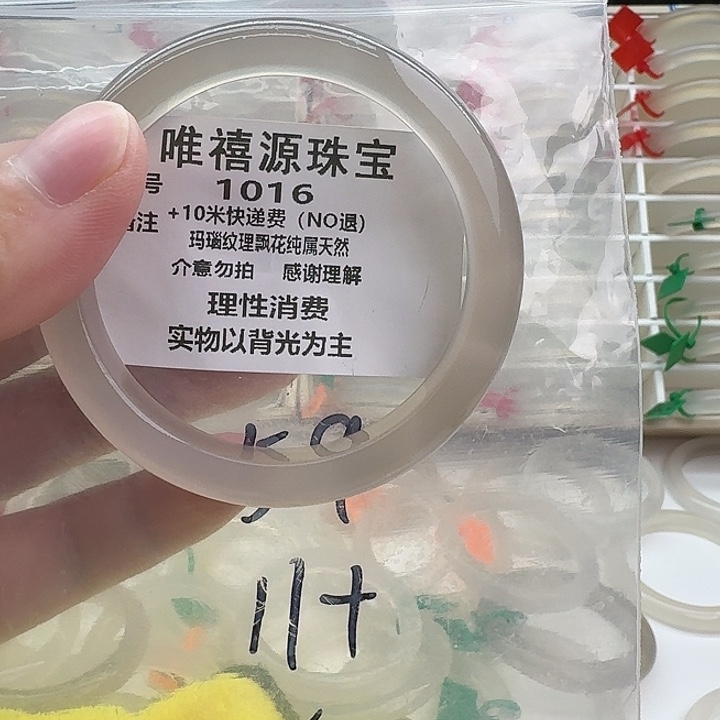 唯禧源珠宝
号 1016
备注 +10米快递费（NO退）
玛瑙纹理飘花纯属天然
介意勿拍 感谢理解
理性消费
实物以背光为主
59
11+